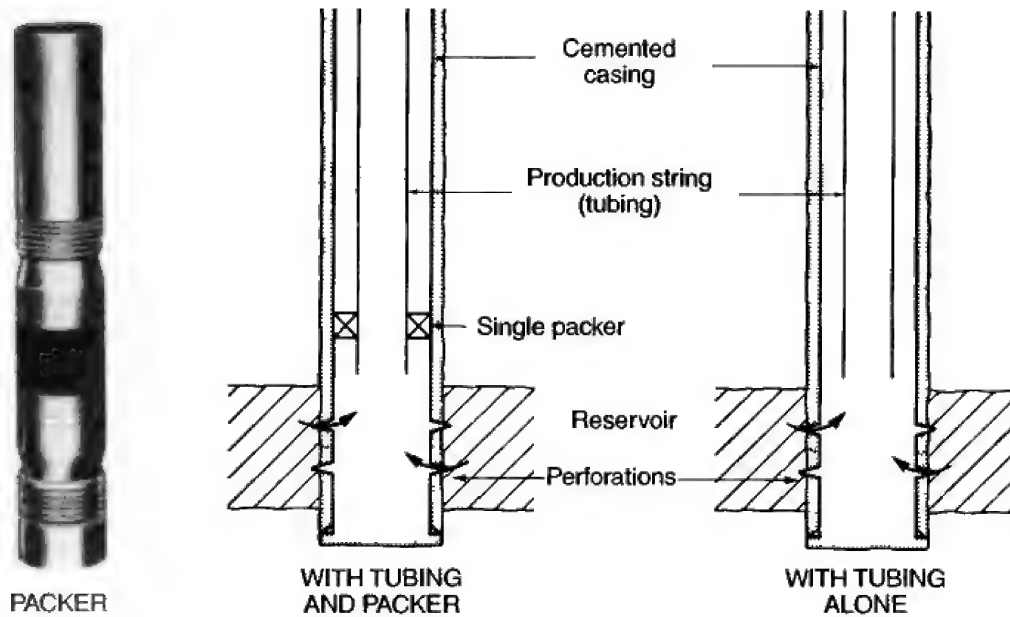 Cemented
casing
Production string
(tubing)
Single packer
Reservoir
Perforations
PACKER
WITH TUBING
AND PACKER
WITH TUBING
ALONE